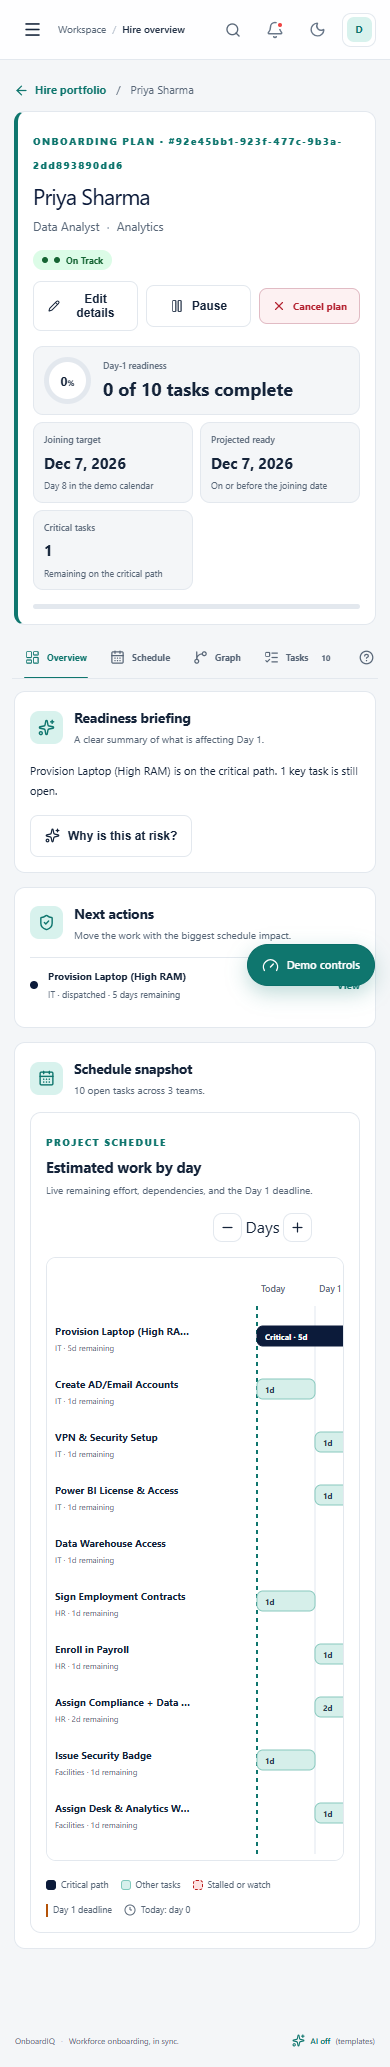 Workspace / Hire overview
D
Hire portfolio / Priya Sharma
ONBOARDING PLAN • #92e45bb1-923f-477c-9b3a-
2dd893890dd6
Priya Sharma
Data Analyst · Analytics
On Track
Edit
details
Pause
Cancel plan
0%
Day-1 readiness
0 of 10 tasks complete
Joining target
Dec 7, 2026
Day 8 in the demo calendar
Projected ready
Dec 7, 2026
On or before the joining date
Critical tasks
1
Remaining on the critical path
Overview
Schedule
Graph
Tasks 10
Readiness briefing
A clear summary of what is affecting Day 1.
Provision Laptop (High RAM) is on the critical path. 1 key task is still
open.
Why is this at risk?
Next actions
Move the work with the biggest schedule impact.
Provision Laptop (High RAM)
IT · dispatched · 5 days remaining
View
Demo controls
Schedule snapshot
10 open tasks across 3 teams.
PROJECT SCHEDULE
Estimated work by day
Live remaining effort, dependencies, and the Day 1 deadline.
− Days +
Today Day 1
Provision Laptop (High RA...
IT · 5d remaining
Critical · 5d
Create AD/Email Accounts
IT · 1d remaining
1d
VPN & Security Setup
IT · 1d remaining
1d
Power BI License & Access
IT · 1d remaining
1d
Data Warehouse Access
IT · 1d remaining
Sign Employment Contracts
HR · 1d remaining
1d
Enroll in Payroll
HR · 1d remaining
1d
Assign Compliance + Data ...
HR · 2d remaining
2d
Issue Security Badge
Facilities · 1d remaining
1d
Assign Desk & Analytics W...
Facilities · 1d remaining
1d
Critical path
Other tasks
Stalled or watch
Day 1 deadline
Today: day 0
OnboardIQ · Workforce onboarding, in sync.
AI off (templates)